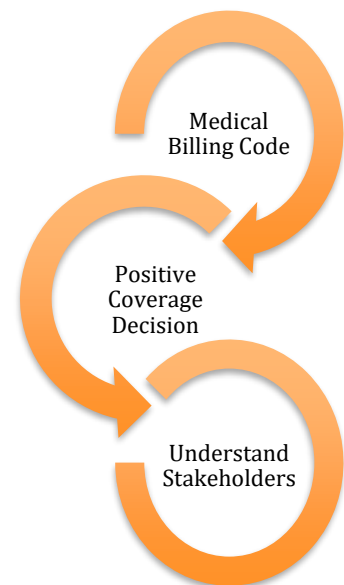 Medical
Billing Code
Positive
Coverage
Decision
Understand
Stakeholders